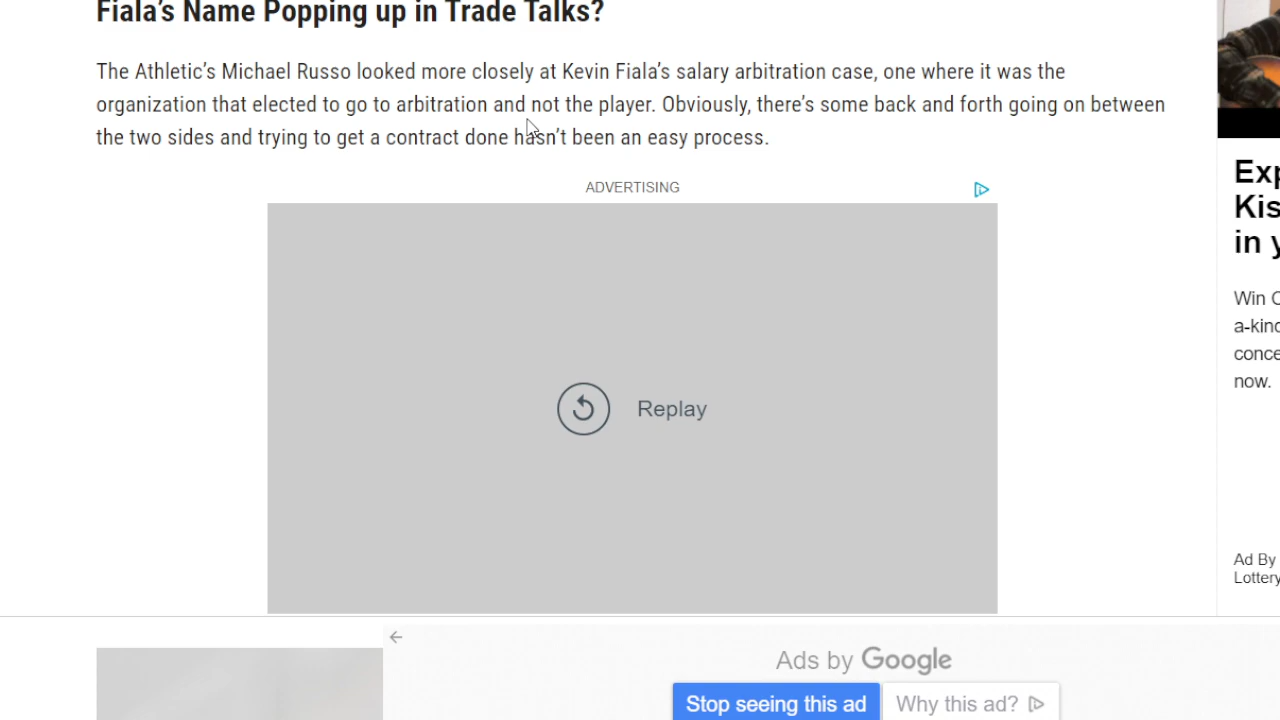 Fiala’s Name Popping up in Trade Talks?
The Athletic’s Michael Russo looked more closely at Kevin Fiala’s salary arbitration case, one where it was the
organization that elected to go to arbitration and not the player. Obviously, there’s some back and forth going on between
the two sides and trying to get a contract done hasn’t been an easy process.
ADVERTISING
Replay
Exp
Kis
in y
Win C
a-kind
conce
now.
Ad By
Lottery
Ads by Google
Stop seeing this ad
Why this ad?